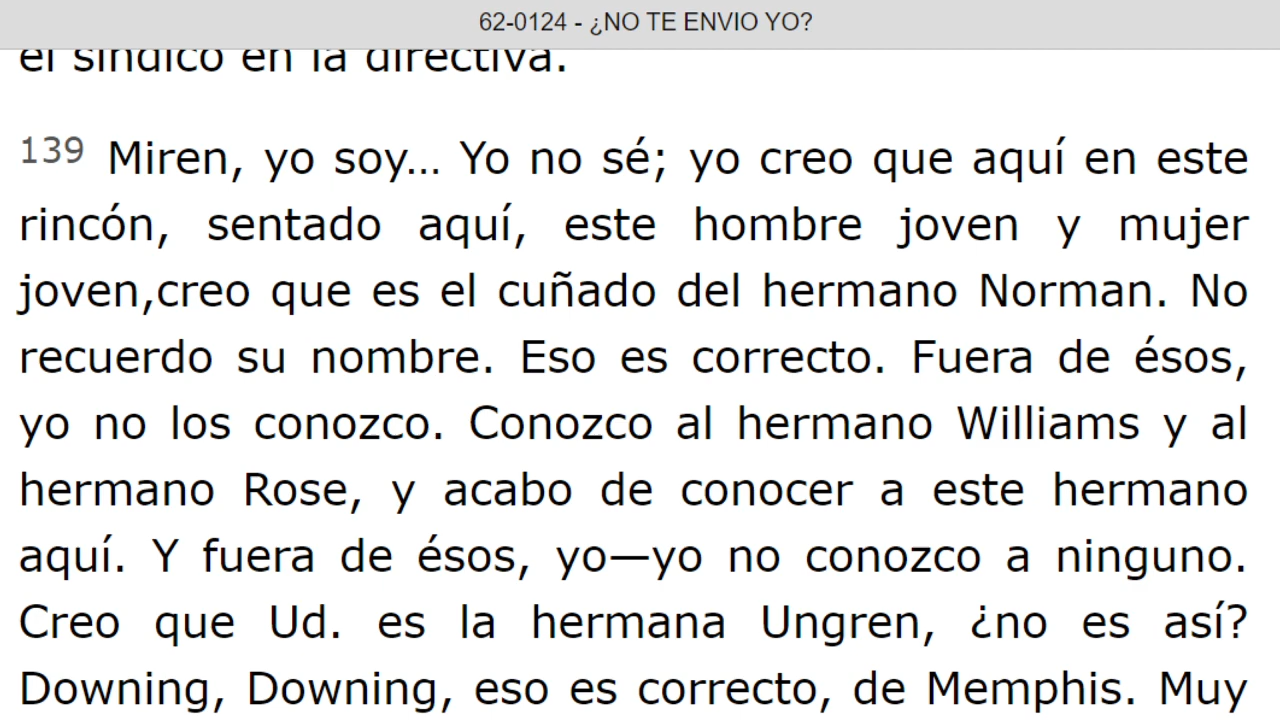 62-0124 - ¿NO TE ENVIO YO?
el síndico en la directiva.
139 Miren, yo soy... Yo no sé; yo creo que aquí en este
rincón, sentado aquí, este hombre joven y mujer
joven,creo que es el cuñado del hermano Norman. No
recuerdo su nombre. Eso es correcto. Fuera de ésos,
yo no los conozco. Conozco al hermano Williams y al
hermano Rose, y acabo de conocer a este hermano
aquí. Y fuera de ésos, yo—yo no conozco a ninguno.
Creo que Ud. es la hermana Ungren, ¿no es así?
Downing, Downing, eso es correcto, de Memphis. Muy